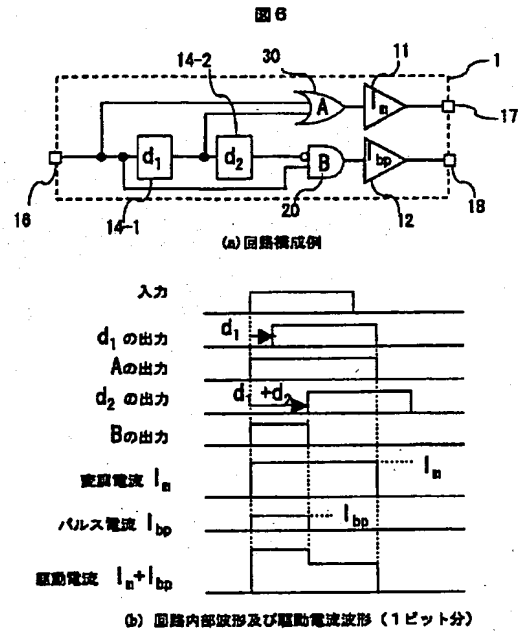 図6
14-2
30
11
1
A
Im
17
d1
d2
B
Ibp
16
14-1
20
12
18
(a)回路構成例
入力
d1
d1 の出力
Aの出力
d1 +d2
d2 の出力
Bの出力
変調電流 Im
Im
パルス電流 Ibp
Ibp
駆動電流 Im+Ibp
(b) 回路内部波形及び駆動電流波形（1ビット分）